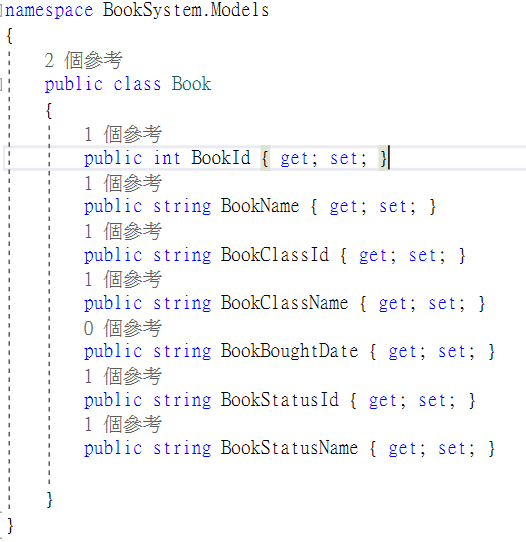 namespace BookSystem.Models
{
2 個參考
public class Book
{
1 個參考
public int BookId { get; set; }
1 個參考
public string BookName { get; set; }
1 個參考
public string BookClassId { get; set; }
1 個參考
public string BookClassName { get; set; }
0 個參考
public string BookBoughtDate { get; set; }
1 個參考
public string BookStatusId { get; set; }
1 個參考
public string BookStatusName { get; set; }
}
}